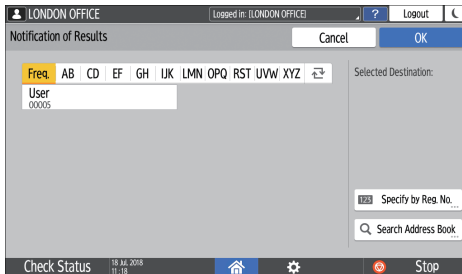 LONDON OFFICE
Logged in: [LONDON OFFICE]
?
Logout
Notification of Results
Cancel
OK
Freq. AB CD EF GH IJK LMN OPQ RST UVW XYZ
Selected Destination:
User
00005
123 Specify by Reg. No.
Search Address Book
Check Status
18 Jul. 2018
11:18
Stop